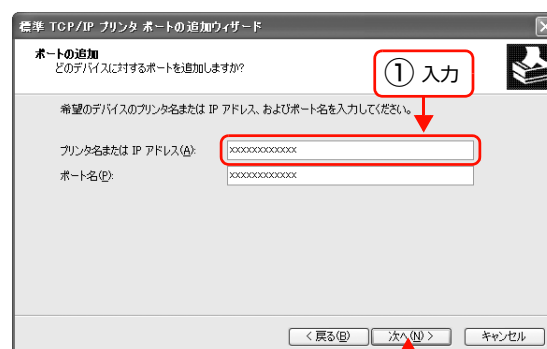 標準 TCP/IP プリンタ ポートの追加ウィザード
ポートの追加
どのデバイスに対するポートを追加しますか?
① 入力
希望のデバイスのプリンタ名または IP アドレス、およびポート名を入力してください。
プリンタ名または IP アドレス(A):
xxxxxxxxxxxx
ポート名(P):
xxxxxxxxxxxx
< 戻る(B)
次へ(N) >
キャンセル